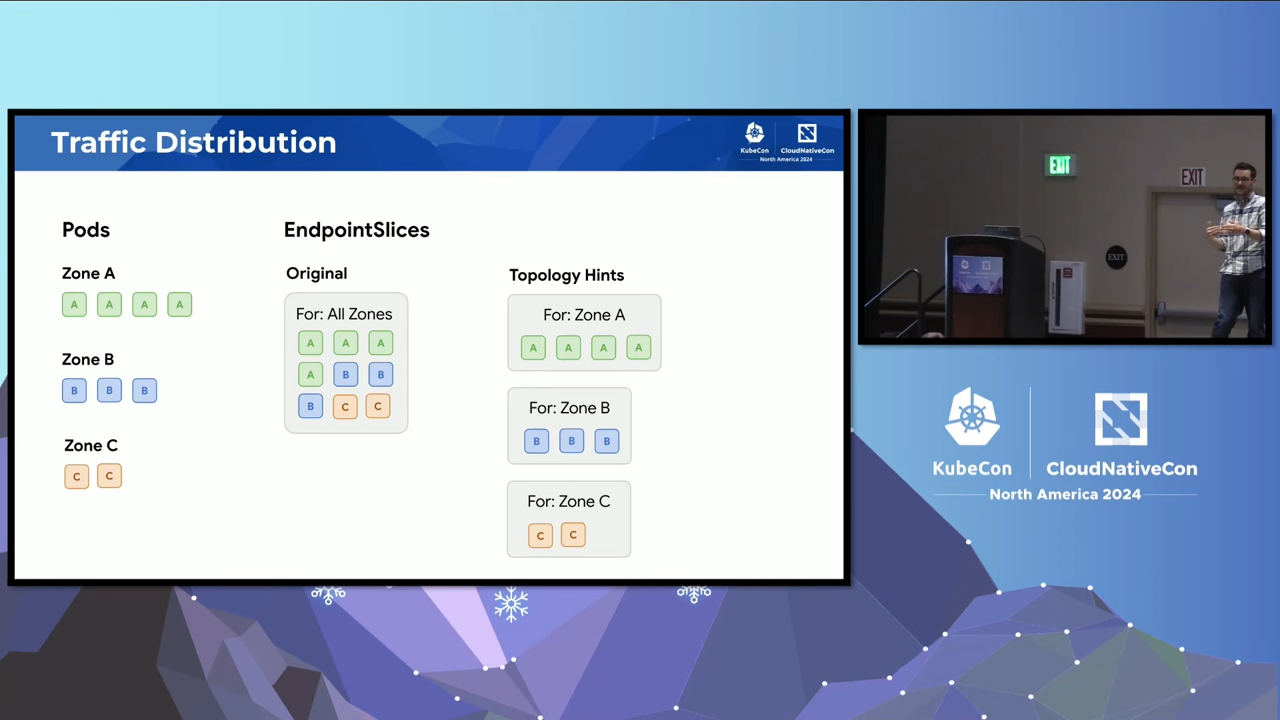 Traffic Distribution
KubeCon
CloudNativeCon
North America 2024
Pods
Zone A
A A A A
Zone B
B B B
Zone C
C C
EndpointSlices
Original
For: All Zones
A A A
A B B
B C C
Topology Hints
For: Zone A
A A A A
For: Zone B
B B B
For: Zone C
C C
EXIT
EXIT
EXIT
KubeCon
CloudNativeCon
North America 2024